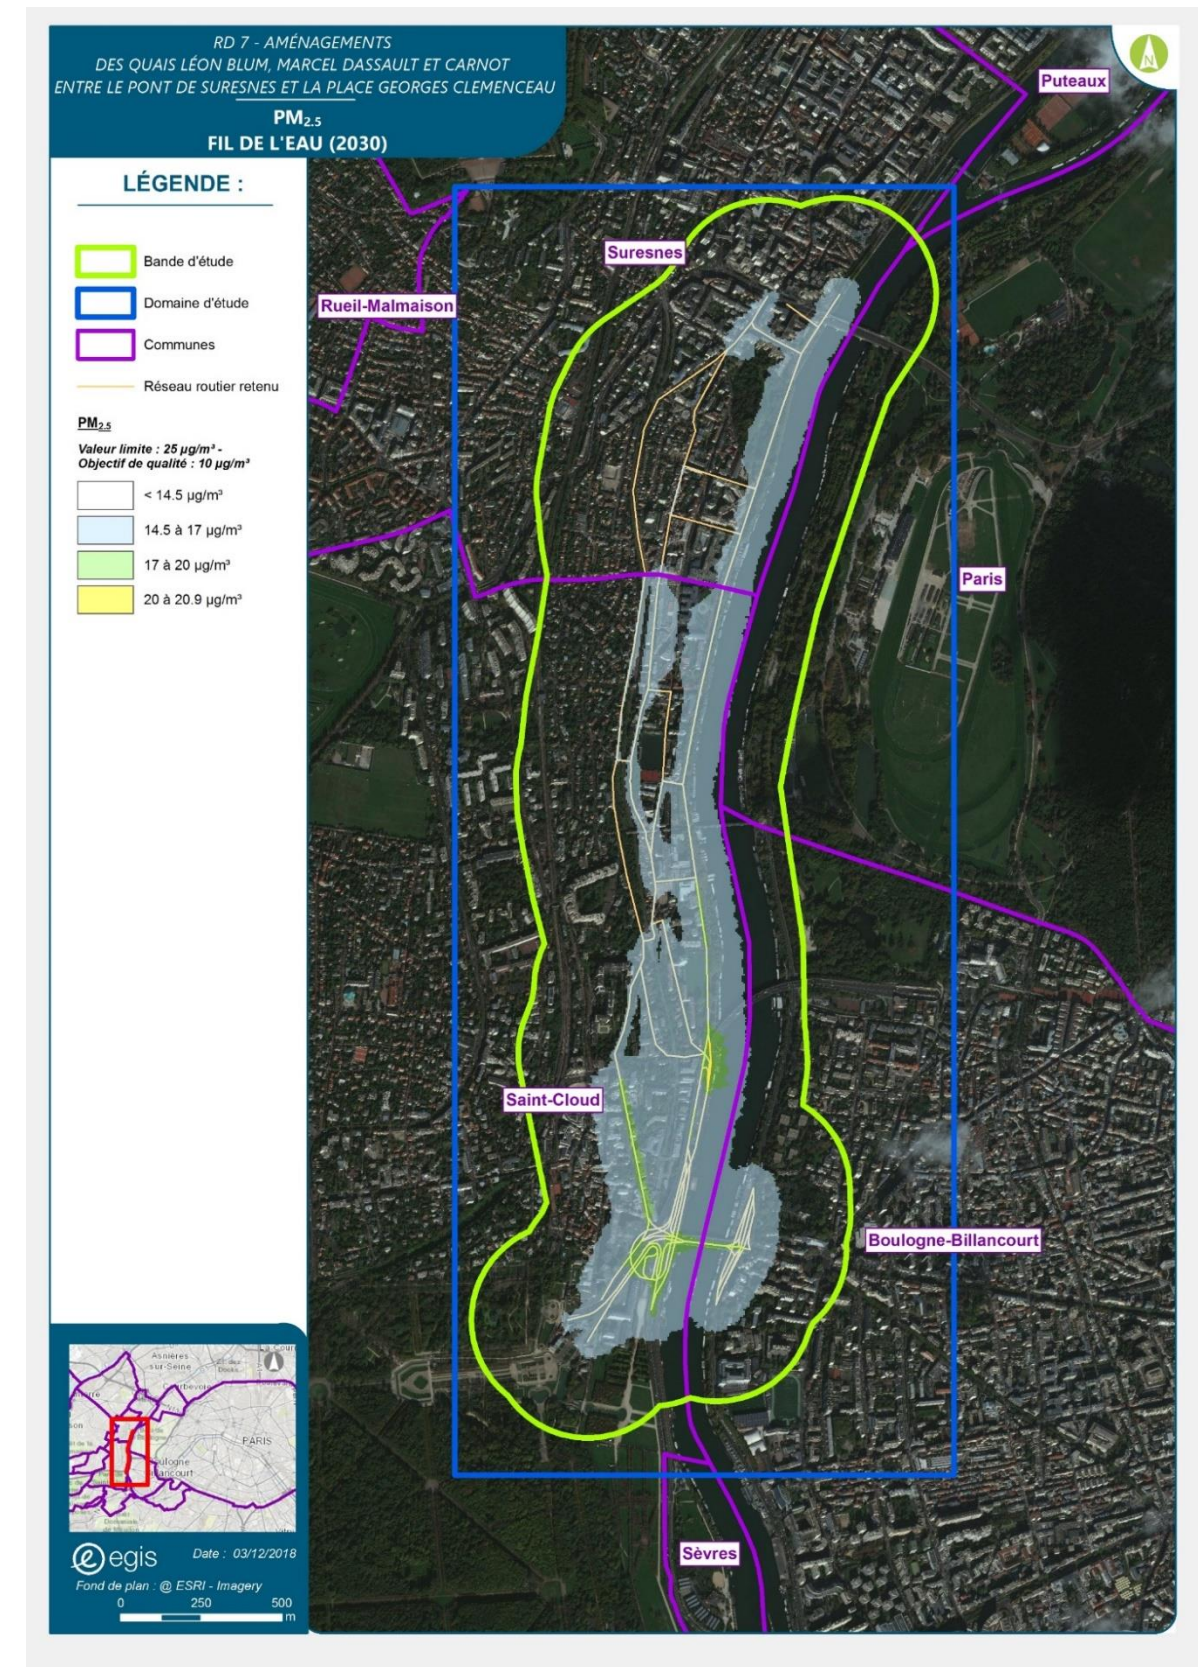 RD 7 - AMÉNAGEMENTS
DES QUAIS LÉON BLUM, MARCEL DASSAULT ET CARNOT
ENTRE LE PONT DE SURESNES ET LA PLACE GEORGES CLEMENCEAU
PM2.5
FIL DE L'EAU (2030)
N
LÉGENDE :
Bande d'étude
Domaine d'étude
Communes
Réseau routier retenu
PM2.5
Valeur limite : 25 µg/m³ -
Objectif de qualité : 10 µg/m³
< 14.5 µg/m³
14.5 à 17 µg/m³
17 à 20 µg/m³
20 à 20.9 µg/m³
Puteaux
Suresnes
Rueil-Malmaison
Paris
Saint-Cloud
Boulogne-Billancourt
Sèvres
Asnières
sur-Seine
PARIS
egis
Date : 03/12/2018
Fond de plan : @ ESRI - Imagery
0 250 500
m